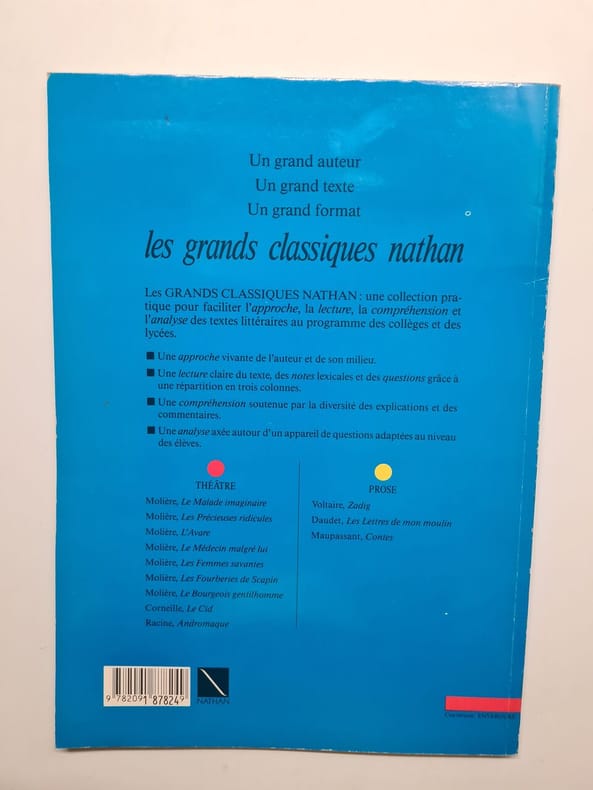 Un grand auteur
Un grand texte
Un grand format
les grands classiques nathan
Les GRANDS CLASSIQUES NATHAN : une collection pra-
tique pour faciliter l'approche, la lecture, la compréhension et
l'analyse des textes littéraires au programme des collèges et des
lycées.
■ Une approche vivante de l'auteur et de son milieu.
■ Une lecture claire du texte, des notes lexicales et des questions grâce à
une répartition en trois colonnes.
■ Une compréhension soutenue par la diversité des explications et des
commentaires.
■ Une analyse axée autour d'un appareil de questions adaptées au niveau
des élèves.
THÉÂTRE
Molière, Le Malade imaginaire
Molière, Les Précieuses ridicules
Molière, L'Avare
Molière, Le Médecin malgré lui
Molière, Les Femmes savantes
Molière, Les Fourberies de Scapin
Molière, Le Bourgeois gentilhomme
Corneille, Le Cid
Racine, Andromaque
PROSE
Voltaire, Zadig
Daudet, Les Lettres de mon moulin
Maupassant, Contes
9 782091 878249
NATHAN